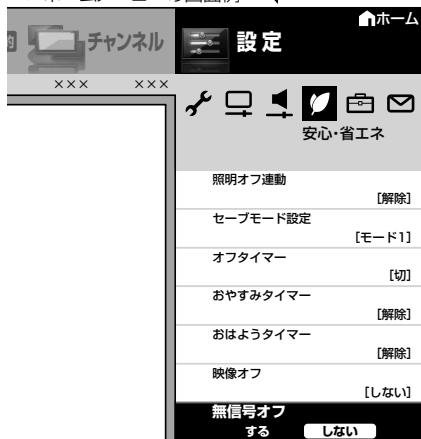 ホーム
チャンネル
設定
××× ×××
安心・省エネ
照明オフ連動
[解除]
セーブモード設定
[モード1]
オフタイマー
[切]
おやすみタイマー
[解除]
おはようタイマー
[解除]
映像オフ
[しない]
無信号オフ
する しない